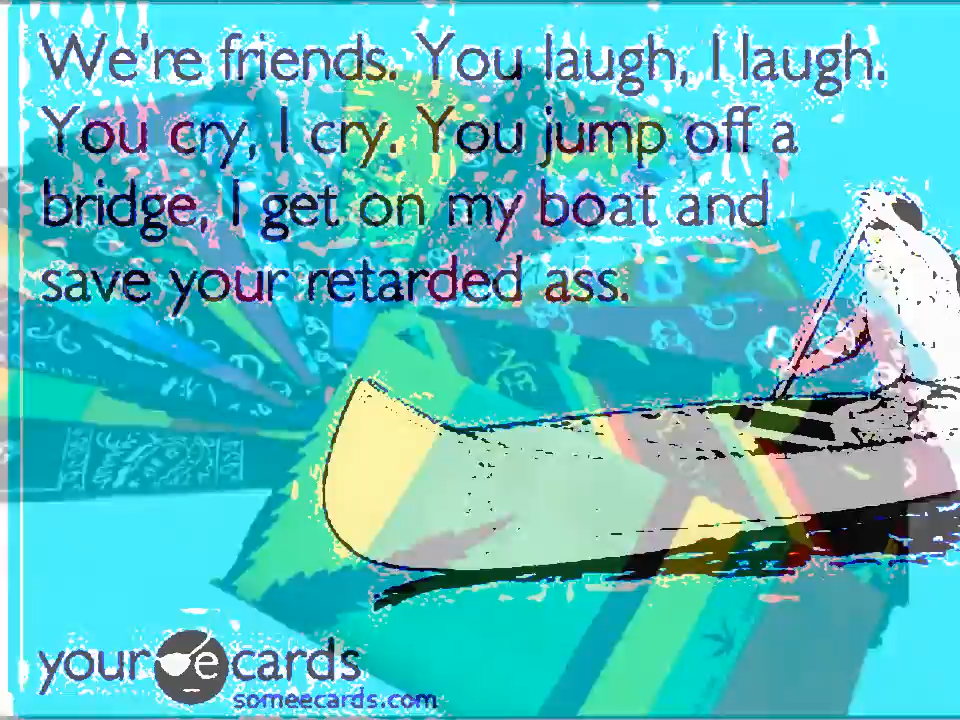 We're friends. You laugh, I laugh.
You cry, I cry. You jump off a
bridge, I get on my boat and
save your retarded ass.
your e cards
someecards.com